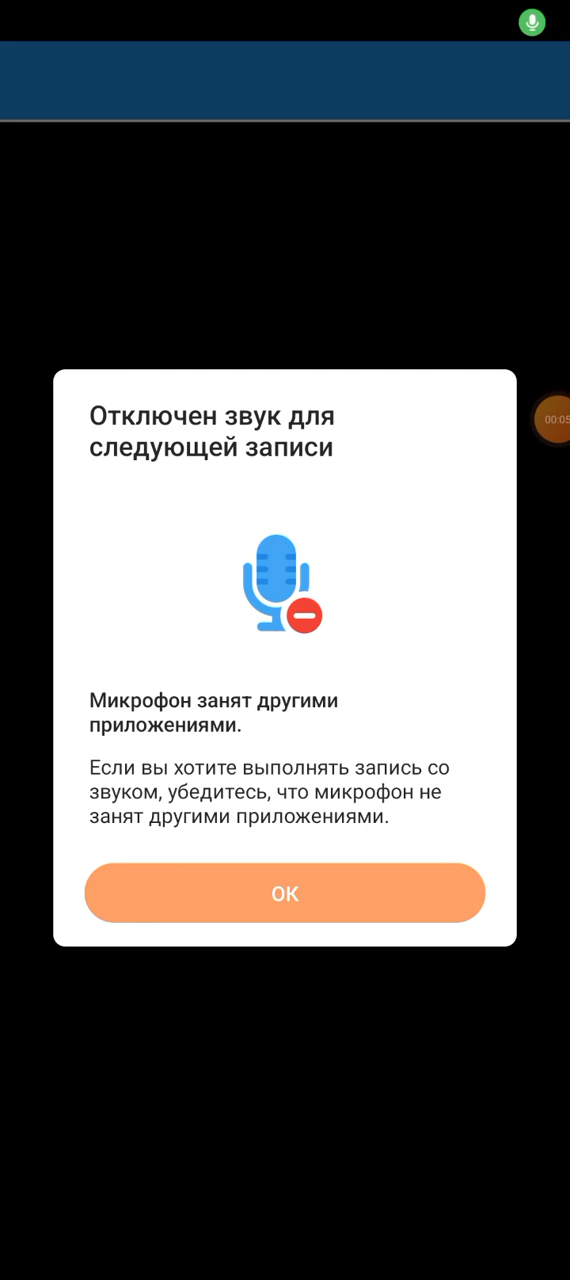 00:05
Отключен звук для
следующей записи
Микрофон занят другими
приложениями.
Если вы хотите выполнять запись со
звуком, убедитесь, что микрофон не
занят другими приложениями.
ОК